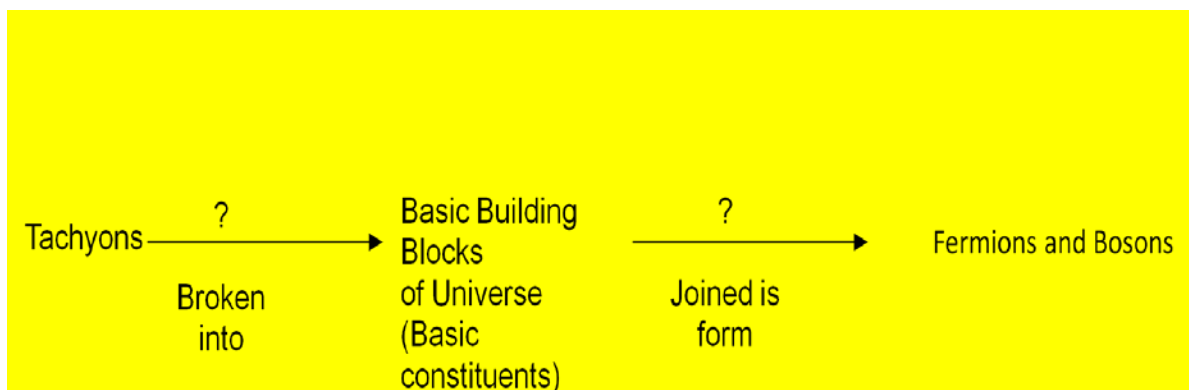 Tachyons
?
Broken
into
Basic Building
Blocks
of Universe
(Basic
constituents)
?
Joined is
form
Fermions and Bosons